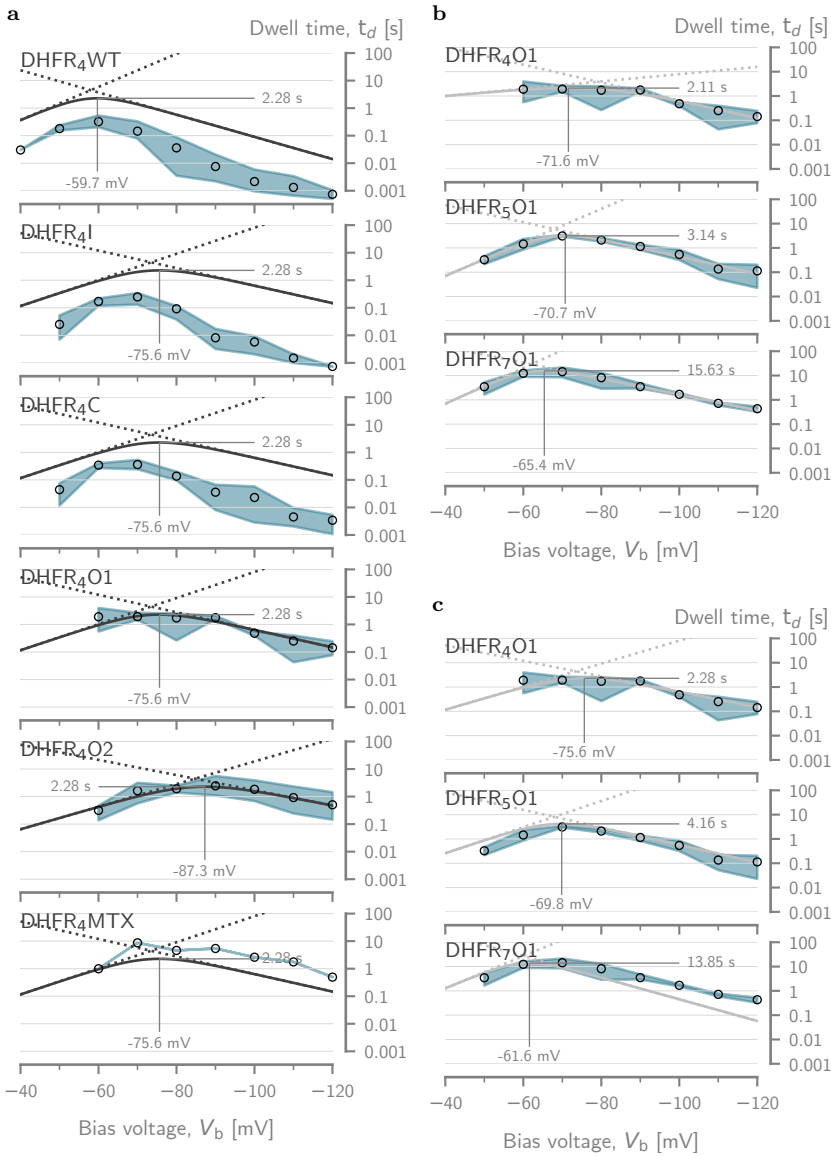 a
Dwell time, t_d [s]
DHFR₄WT
100
10
1
0.1
0.01
0.001
2.28 s
-59.7 mV
DHFR₄I
100
10
1
0.1
0.01
0.001
2.28 s
-75.6 mV
DHFR₄C
100
10
1
0.1
0.01
0.001
2.28 s
-75.6 mV
DHFR₄O1
100
10
1
0.1
0.01
0.001
2.28 s
-75.6 mV
DHFR₄O2
100
10
1
0.1
0.01
0.001
2.28 s
-87.3 mV
DHFR₄MTX
100
10
1
0.1
0.01
0.001
2.28 s
-75.6 mV
−40 −60 −80 −100 −120
Bias voltage, V_b [mV]
b
Dwell time, t_d [s]
DHFR₄O1
100
10
1
0.1
0.01
0.001
2.11 s
-71.6 mV
DHFR₅O1
100
10
1
0.1
0.01
0.001
3.14 s
-70.7 mV
DHFR₇O1
100
10
1
0.1
0.01
0.001
15.63 s
-65.4 mV
−40 −60 −80 −100 −120
Bias voltage, V_b [mV]
c
Dwell time, t_d [s]
DHFR₄O1
100
10
1
0.1
0.01
0.001
2.28 s
-75.6 mV
DHFR₅O1
100
10
1
0.1
0.01
0.001
4.16 s
-69.8 mV
DHFR₇O1
100
10
1
0.1
0.01
0.001
13.85 s
-61.6 mV
−40 −60 −80 −100 −120
Bias voltage, V_b [mV]